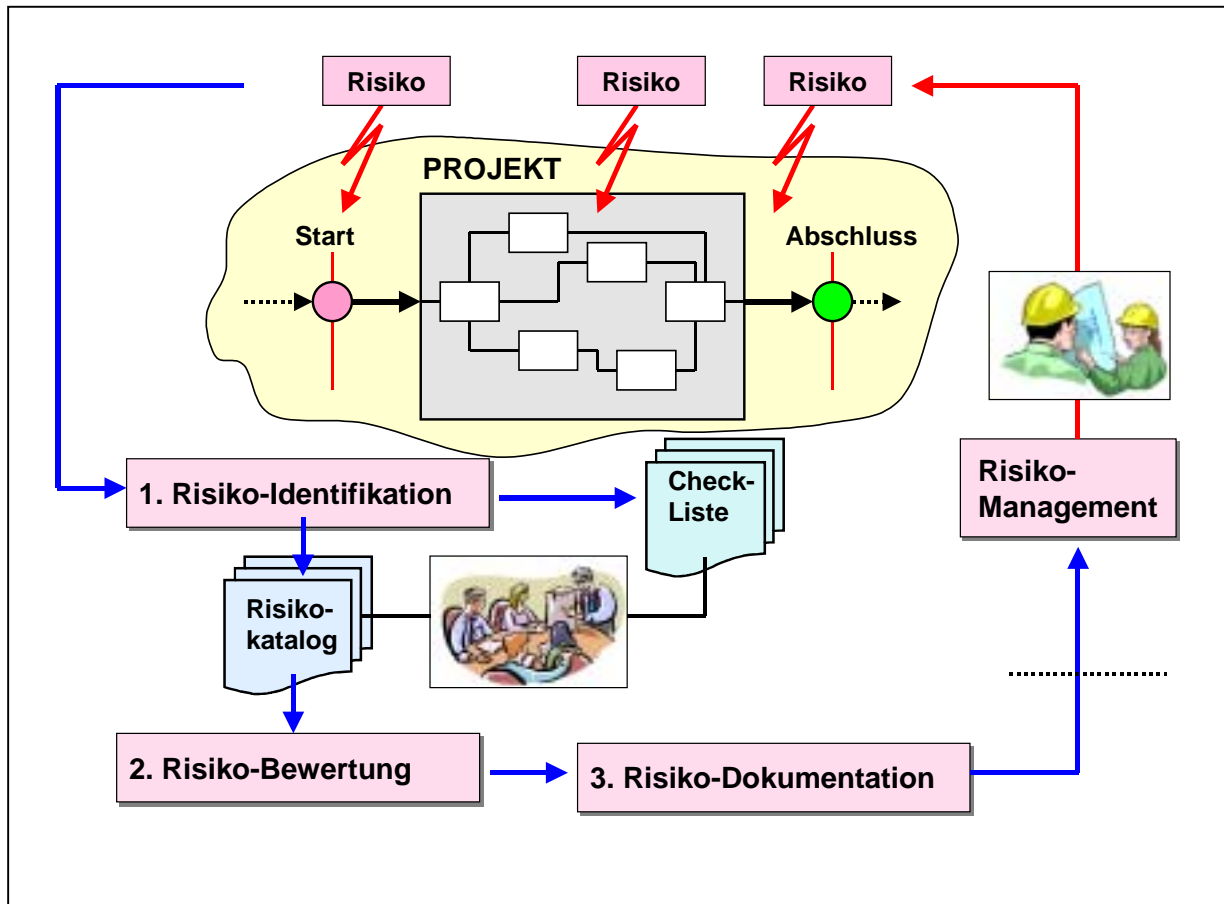 Risiko
Risiko
Risiko
PROJEKT
Start
Abschluss
1. Risiko-Identifikation
Check-
Liste
Risiko-
Management
Risiko-
katalog
2. Risiko-Bewertung
3. Risiko-Dokumentation